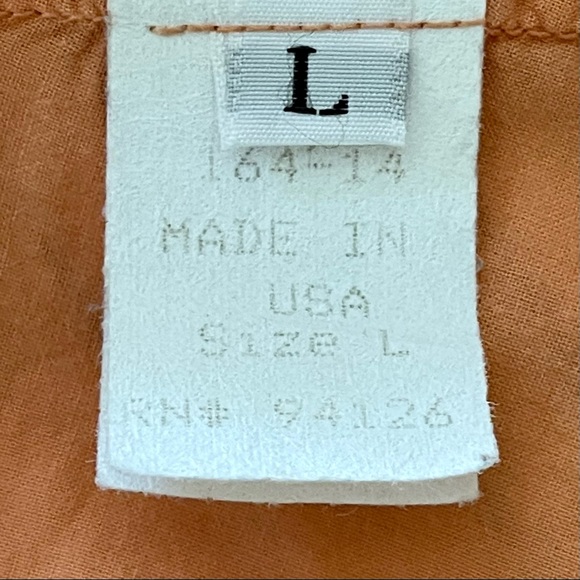 L
164-14
MADE IN
USA
Size L
RN# 94126